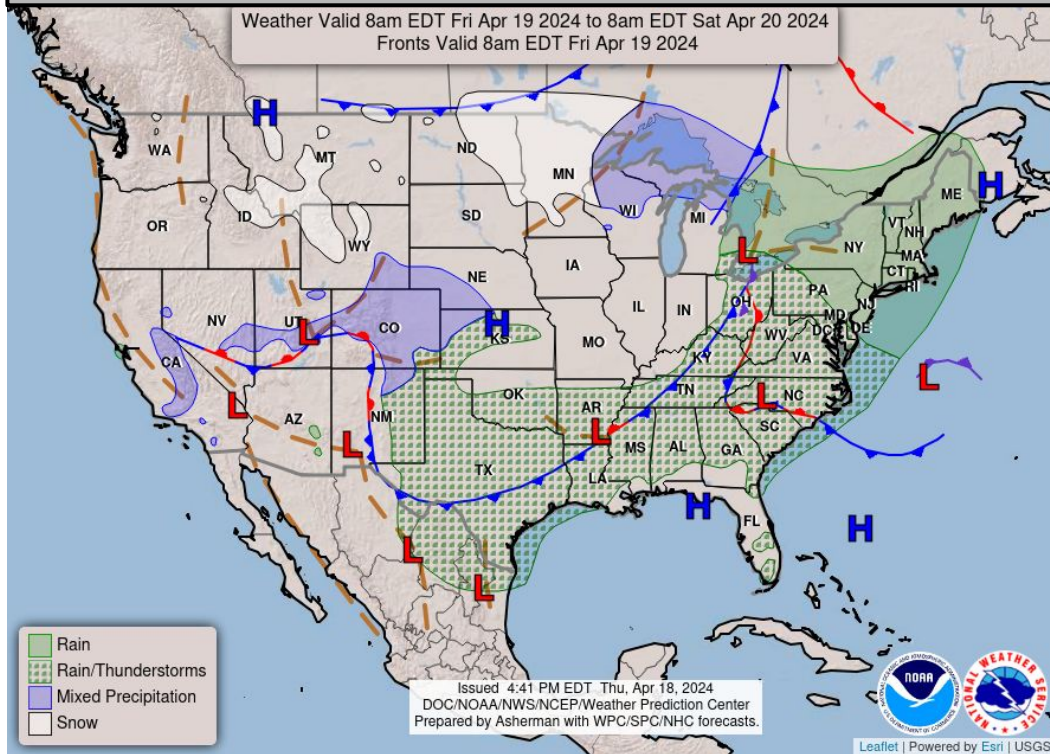 Weather Valid 8am EDT Fri Apr 19 2024 to 8am EDT Sat Apr 20 2024
Fronts Valid 8am EDT Fri Apr 19 2024
H
WA
MT
ND
MN
ME
H
OR
ID
WY
SD
WI
MI
VT
NH
NY
MA
CT
RI
L
NE
IA
PA
NJ
NV
UT
L
CO
H
KS
IL
IN
OH
MD
DC
DE
WV
VA
MO
KY
CA
L
AZ
NM
OK
AR
TN
L
NC
L
L
L
SC
TX
LA
MS
AL
GA
H
FL
H
L
L
Rain
Rain/Thunderstorms
Mixed Precipitation
Snow
Issued 4:41 PM EDT Thu, Apr 18, 2024
DOC/NOAA/NWS/NCEP/Weather Prediction Center
Prepared by Asherman with WPC/SPC/NHC forecasts.
NOAA
NATIONAL WEATHER SERVICE
Leaflet | Powered by Esri | USGS